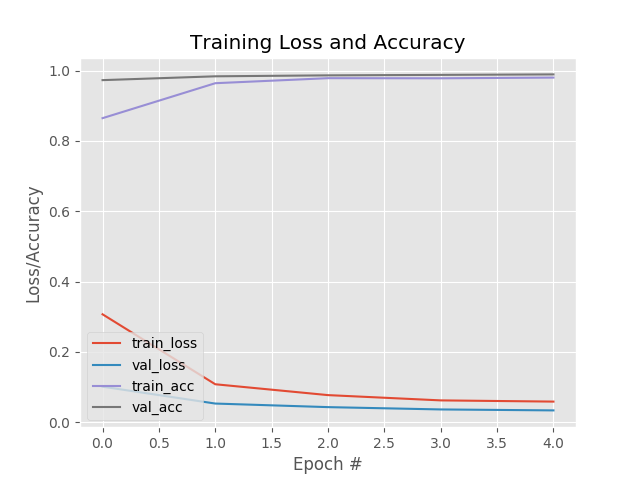 Training Loss and Accuracy
1.0
0.8
0.6
0.4
0.2
0.0
Loss/Accuracy
train_loss
val_loss
train_acc
val_acc
0.0 0.5 1.0 1.5 2.0 2.5 3.0 3.5 4.0
Epoch #